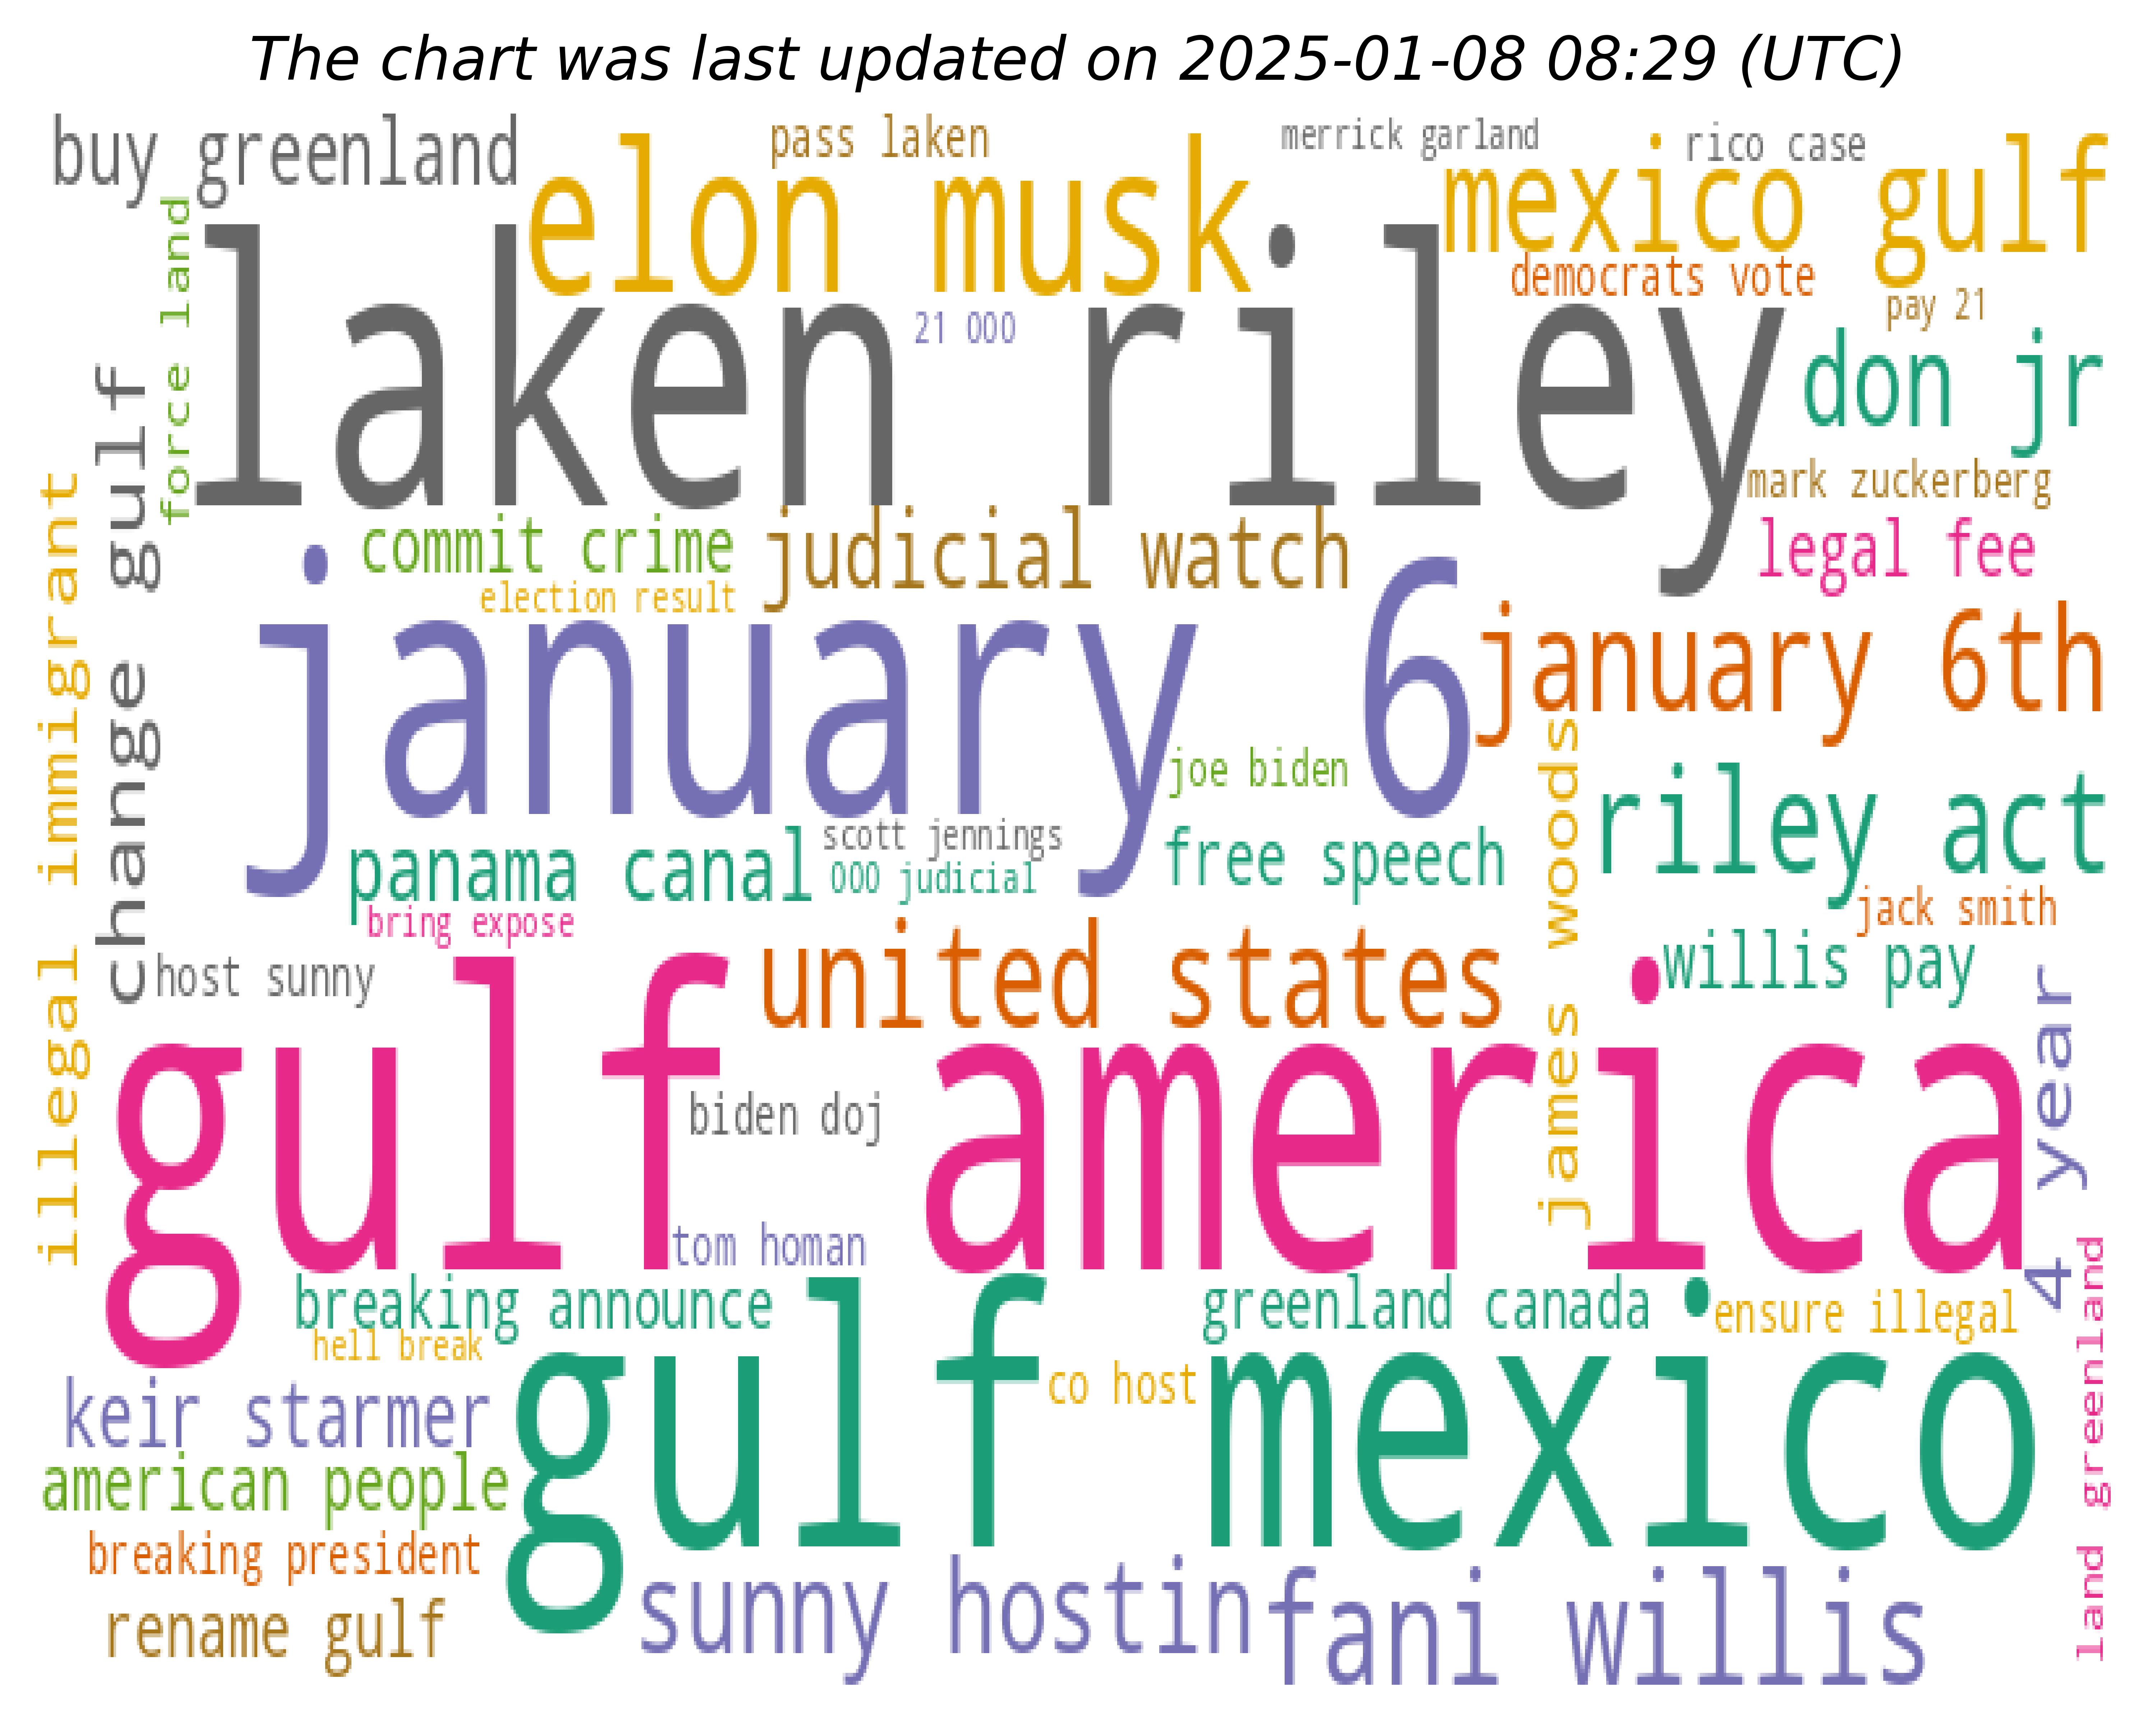 The chart was last updated on 2025-01-08 08:29 (UTC)
buy greenland
pass laken
merrick garland
rico case
elon musk
mexico gulf
force land
laken riley
democrats vote
pay 21
21 000
don jr
change gulf
mark zuckerberg
illegal immigrant
commit crime
judicial watch
legal fee
election result
january 6
january 6th
joe biden
james woods
riley act
scott jennings
free speech
panama canal
000 judicial
bring expose
jack smith
united states
willis pay
host sunny
4 year
gulf america
biden doj
tom homan
breaking announce
greenland canada
ensure illegal
land greenland
hell break
co host
keir starmer
gulf mexico
american people
breaking president
sunny hostin
fani willis
rename gulf